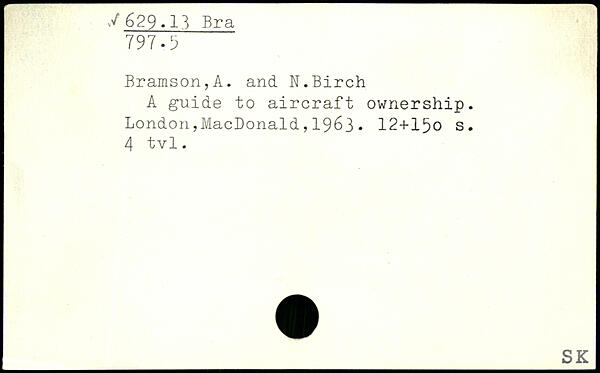 √ 629.13 Bra
797.5
Bramson,A. and N.Birch
A guide to aircraft ownership.
London,MacDonald,1963. 12+150 s.
4 tvl.
SK